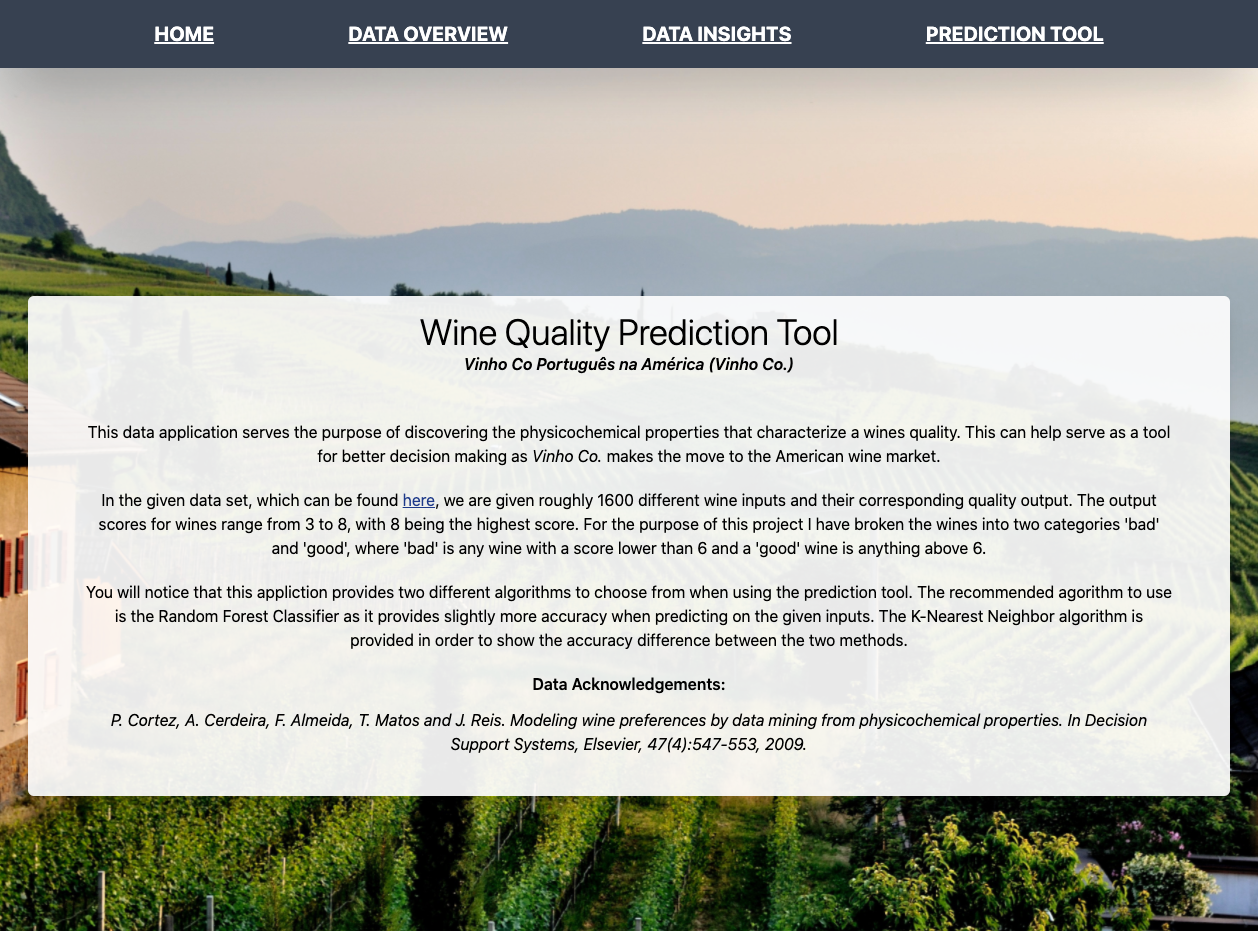 HOME DATA OVERVIEW DATA INSIGHTS PREDICTION TOOL
Wine Quality Prediction Tool
Vinho Co Português na América (Vinho Co.)
This data application serves the purpose of discovering the physicochemical properties that characterize a wines quality. This can help serve as a tool
for better decision making as Vinho Co. makes the move to the American wine market.
In the given data set, which can be found here, we are given roughly 1600 different wine inputs and their corresponding quality output. The output
scores for wines range from 3 to 8, with 8 being the highest score. For the purpose of this project I have broken the wines into two categories 'bad'
and 'good', where 'bad' is any wine with a score lower than 6 and a 'good' wine is anything above 6.
You will notice that this appliction provides two different algorithms to choose from when using the prediction tool. The recommended agorithm to use
is the Random Forest Classifier as it provides slightly more accuracy when predicting on the given inputs. The K-Nearest Neighbor algorithm is
provided in order to show the accuracy difference between the two methods.
Data Acknowledgements:
P. Cortez, A. Cerdeira, F. Almeida, T. Matos and J. Reis. Modeling wine preferences by data mining from physicochemical properties. In Decision
Support Systems, Elsevier, 47(4):547-553, 2009.